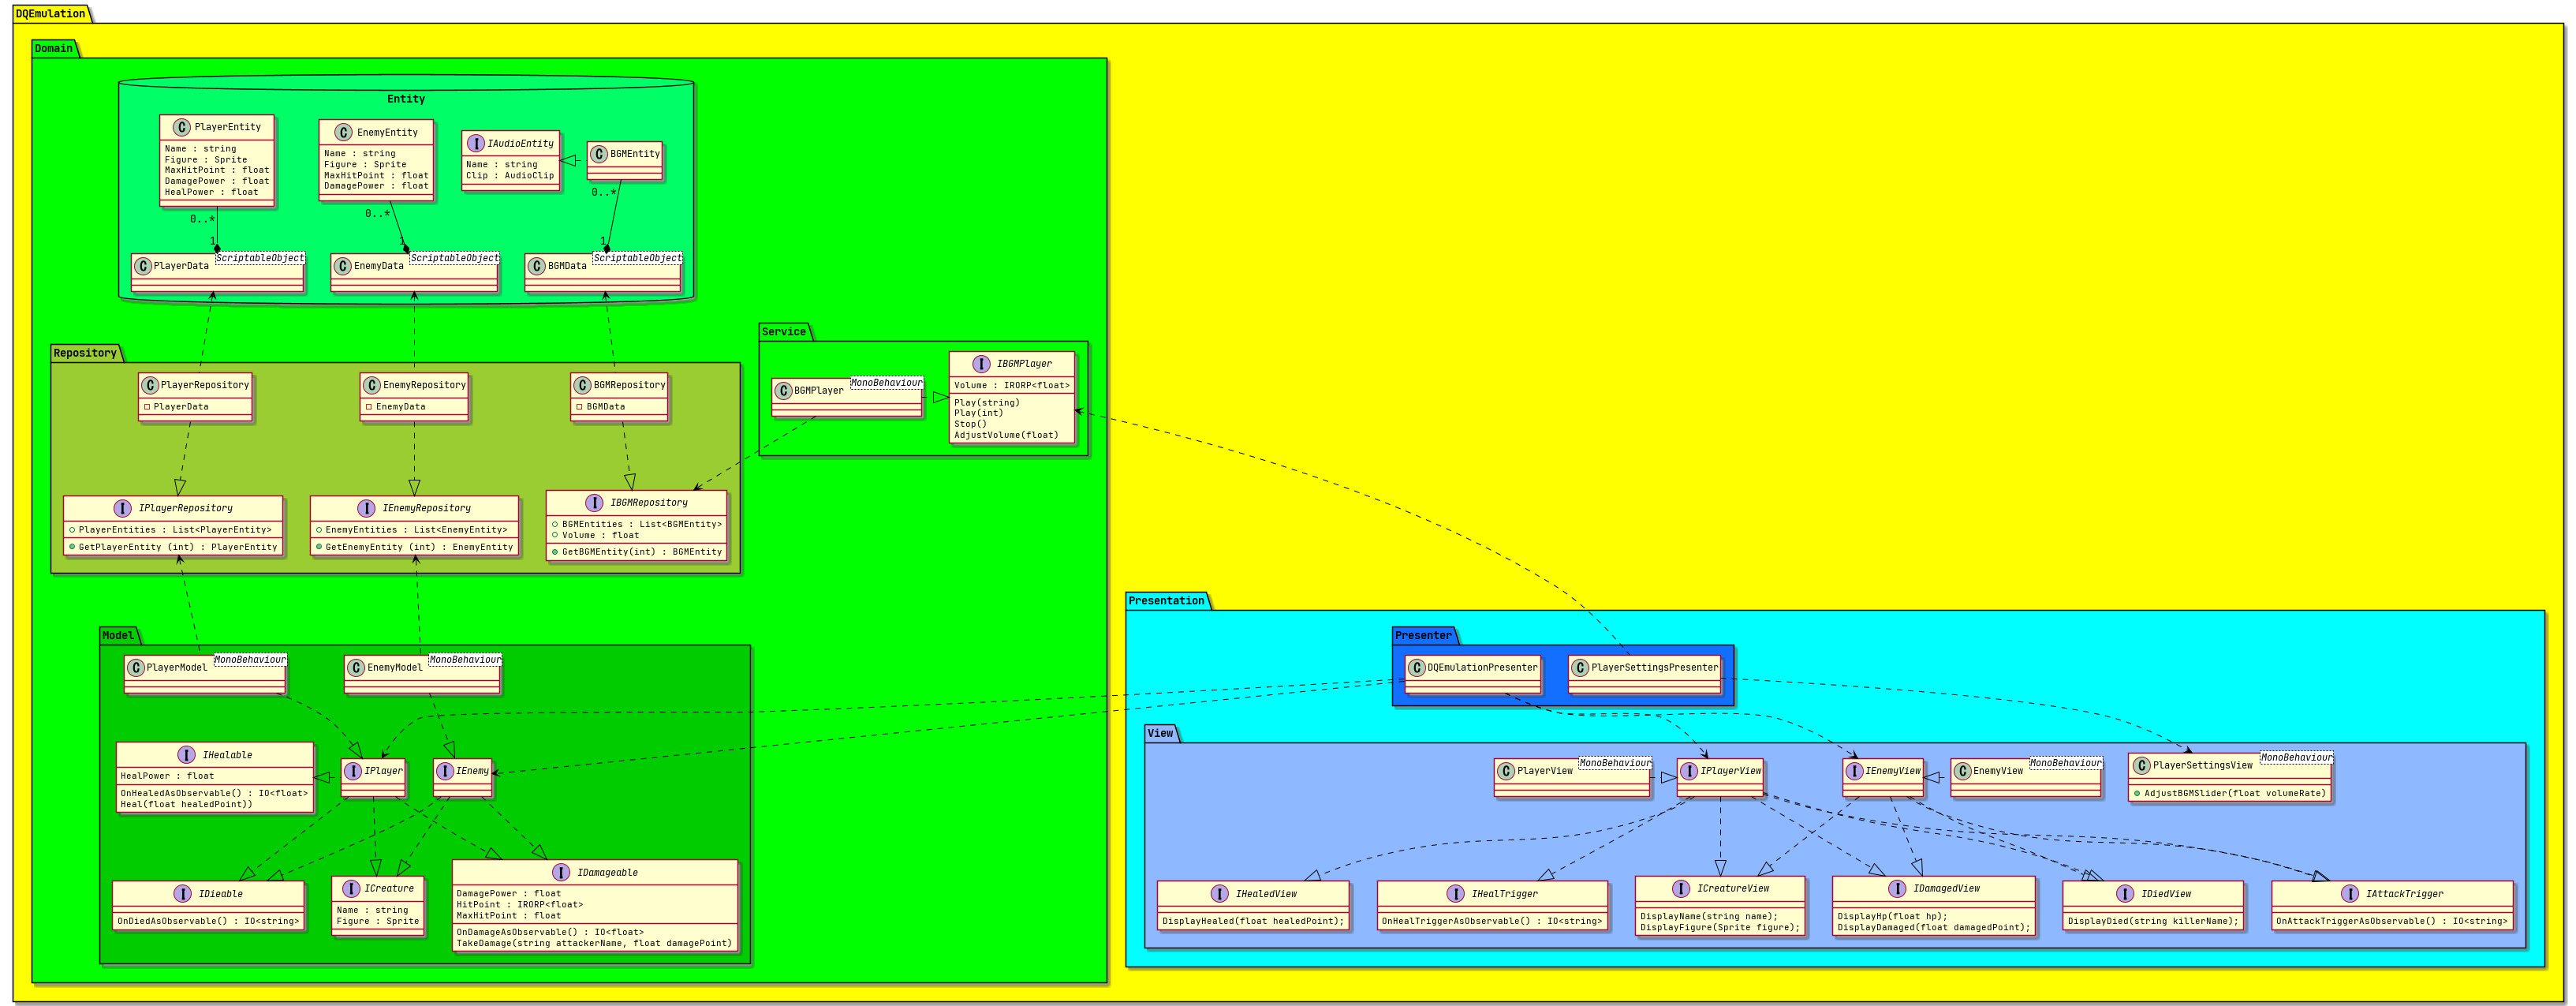 DQEmulation
Domain
Entity
C PlayerEntity
Name : string
Figure : Sprite
MaxHitPoint : float
DamagePower : float
HealPower : float
C EnemyEntity
Name : string
Figure : Sprite
MaxHitPoint : float
DamagePower : float
I IAudioEntity
Name : string
Clip : AudioClip
C BGMEntity
0..*
1
0..*
1
0..*
1
C PlayerData
ScriptableObject
C EnemyData
ScriptableObject
C BGMData
ScriptableObject
Repository
C PlayerRepository
PlayerData
C EnemyRepository
EnemyData
C BGMRepository
BGMData
I IPlayerRepository
PlayerEntities : List<PlayerEntity>
GetPlayerEntity (int) : PlayerEntity
I IEnemyRepository
EnemyEntities : List<EnemyEntity>
GetEnemyEntity (int) : EnemyEntity
I IBGMRepository
BGMEntities : List<BGMEntity>
Volume : float
GetBGMEntity(int) : BGMEntity
Service
C BGMPlayer
MonoBehaviour
I IBGMPlayer
Volume : IRORP<float>
Play(string)
Play(int)
Stop()
AdjustVolume(float)
Model
C PlayerModel
MonoBehaviour
C EnemyModel
MonoBehaviour
I IHealable
HealPower : float
OnHealedAsObservable() : IO<float>
Heal(float healedPoint))
I IPlayer
I IEnemy
I IDieable
OnDiedAsObservable() : IO<string>
I ICreature
Name : string
Figure : Sprite
I IDamageable
DamagePower : float
HitPoint : IRORP<float>
MaxHitPoint : float
OnDamageAsObservable() : IO<float>
TakeDamage(string attackerName, float damagePoint)
Presentation
Presenter
C DQEmulationPresenter
C PlayerSettingsPresenter
View
C PlayerView
MonoBehaviour
I IPlayerView
I IEnemyView
C EnemyView
MonoBehaviour
C PlayerSettingsView
MonoBehaviour
AdjustBGMSlider(float volumeRate)
I IHealedView
DisplayHealed(float healedPoint);
I IHealTrigger
OnHealTriggerAsObservable() : IO<string>
I ICreatureView
DisplayName(string name);
DisplayFigure(Sprite figure);
I IDamagedView
DisplayHp(float hp);
DisplayDamaged(float damagedPoint);
I IDiedView
DisplayDied(string killerName);
I IAttackTrigger
OnAttackTriggerAsObservable() : IO<string>